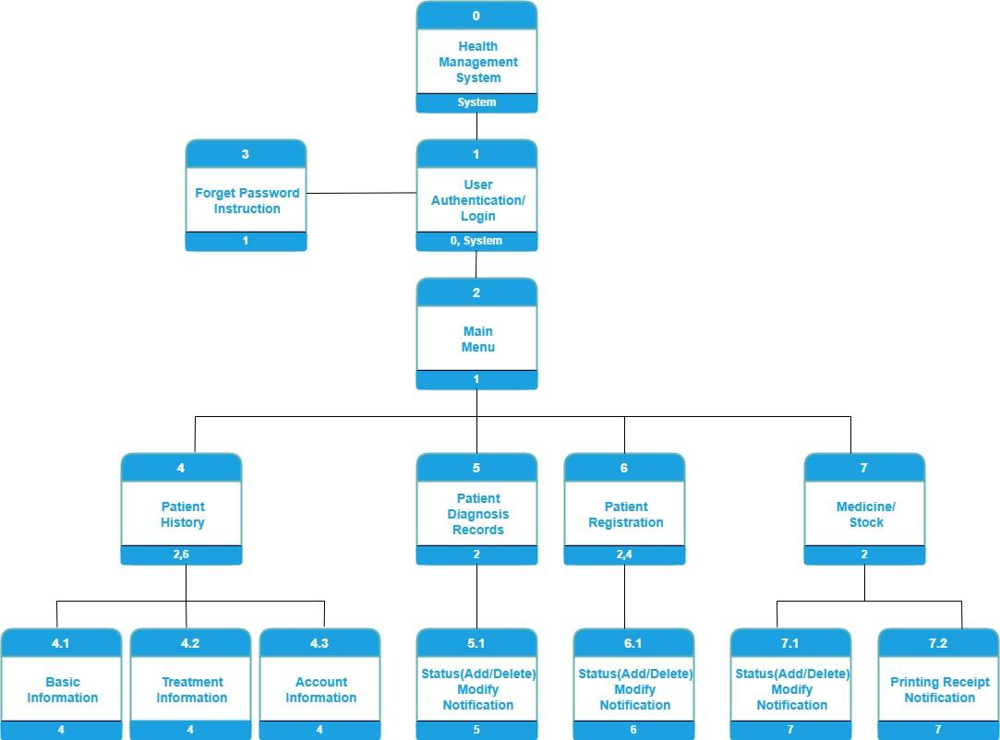 0
Health
Management
System
System
3
Forget Password
Instruction
1
1
User
Authentication/
Login
0, System
2
Main
Menu
1
4
Patient
History
2,6
5
Patient
Diagnosis
Records
2
6
Patient
Registration
2,4
7
Medicine/
Stock
2
4.1
Basic
Information
4
4.2
Treatment
Information
4
4.3
Account
Information
4
5.1
Status(Add/Delete)
Modify
Notification
5
6.1
Status(Add/Delete)
Modify
Notification
6
7.1
Status(Add/Delete)
Modify
Notification
7
7.2
Printing Receipt
Notification
7